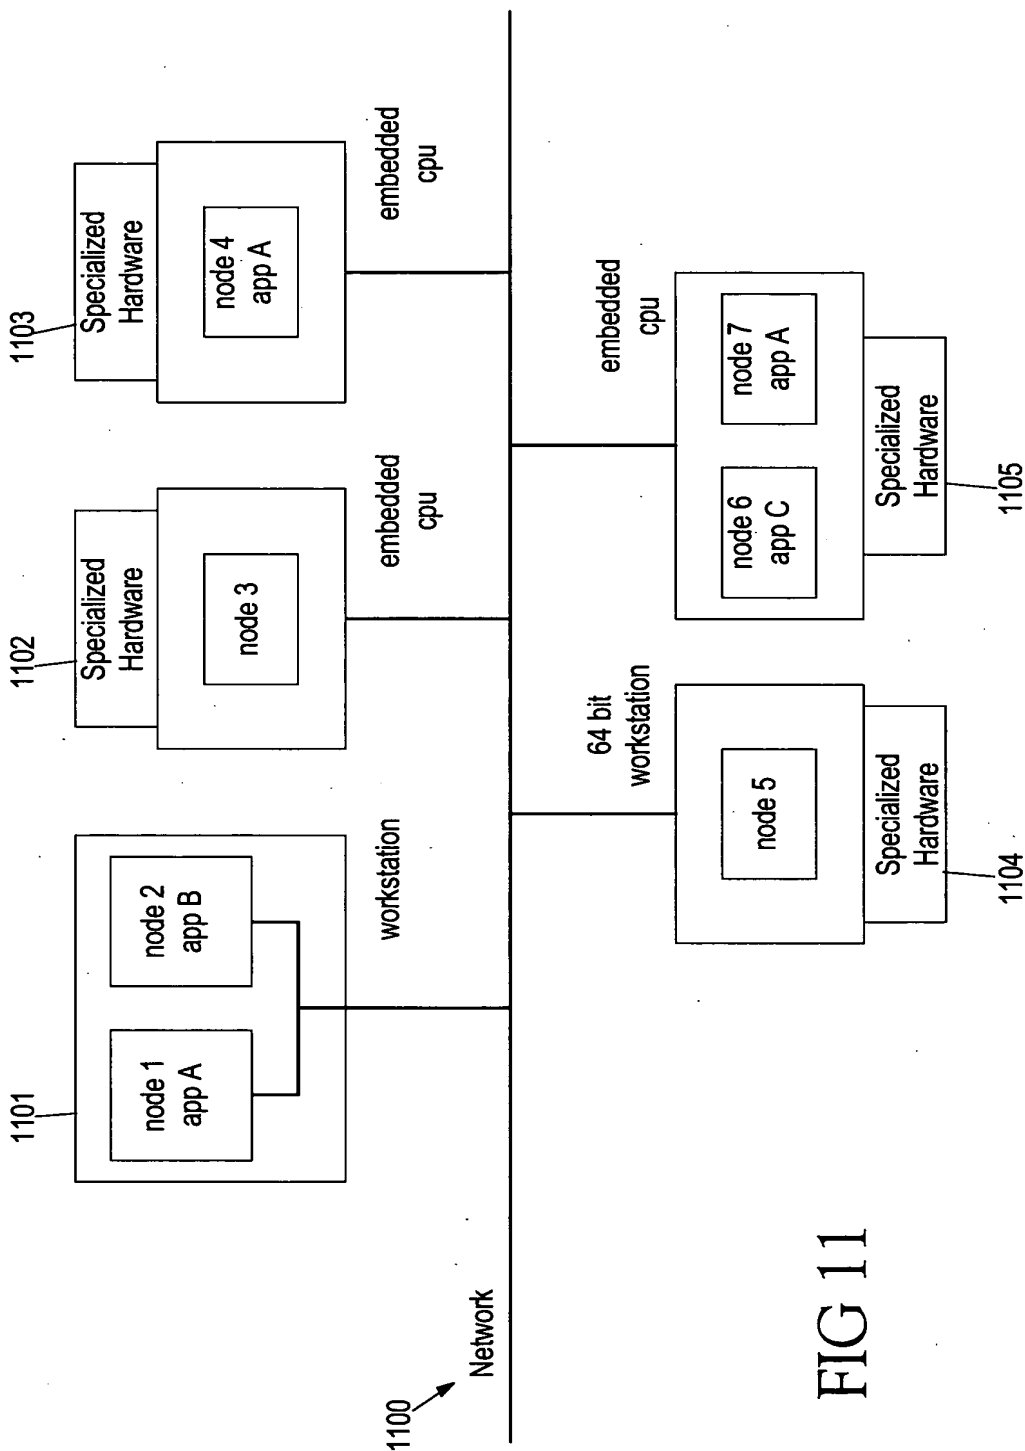 1101
node 1
app A
node 2
app B
workstation
1102
Specialized
Hardware
node 3
embedded
cpu
1103
Specialized
Hardware
node 4
app A
embedded
cpu
1100
Network
64 bit
workstation
node 5
Specialized
Hardware
1104
embedded
cpu
node 6
app C
node 7
app A
Specialized
Hardware
1105
FIG 11